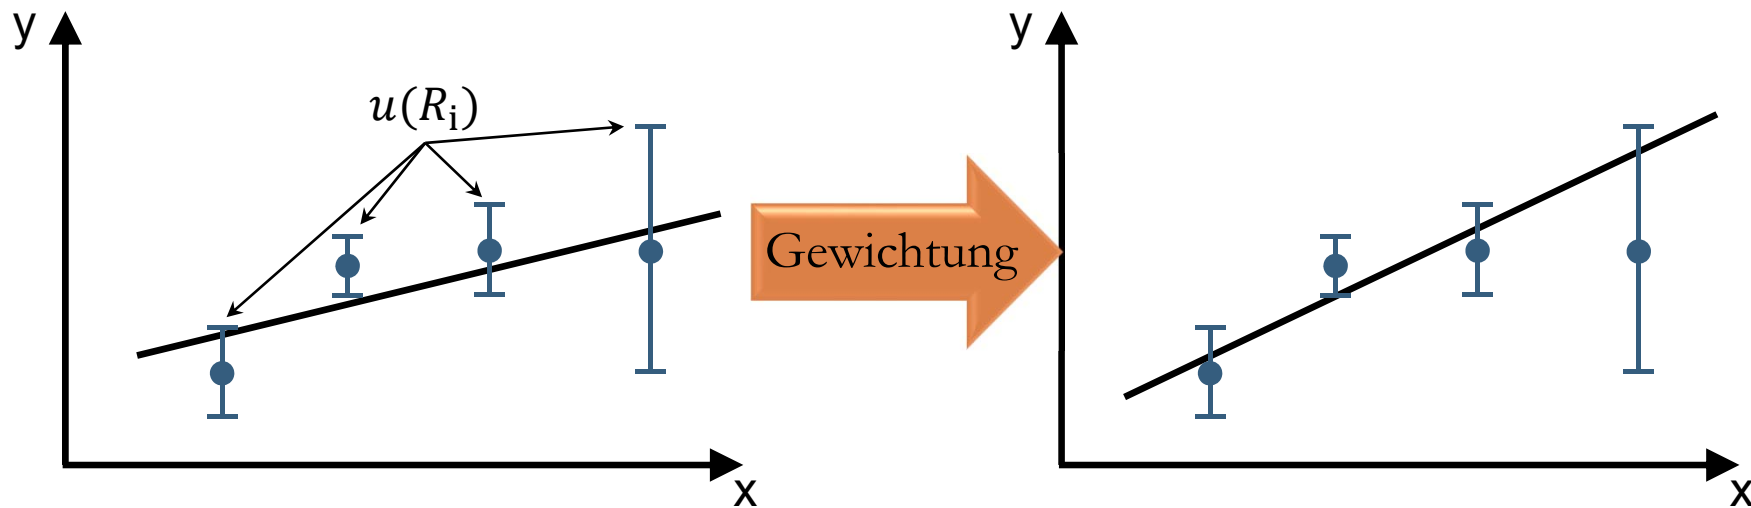 y
u(Rᵢ)
x
Gewichtung
y
x